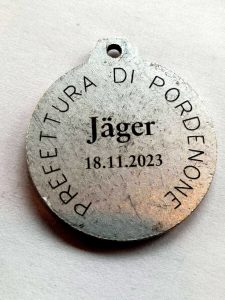 PREFETTURA DI PORDENONE
Jäger
18.11.2023